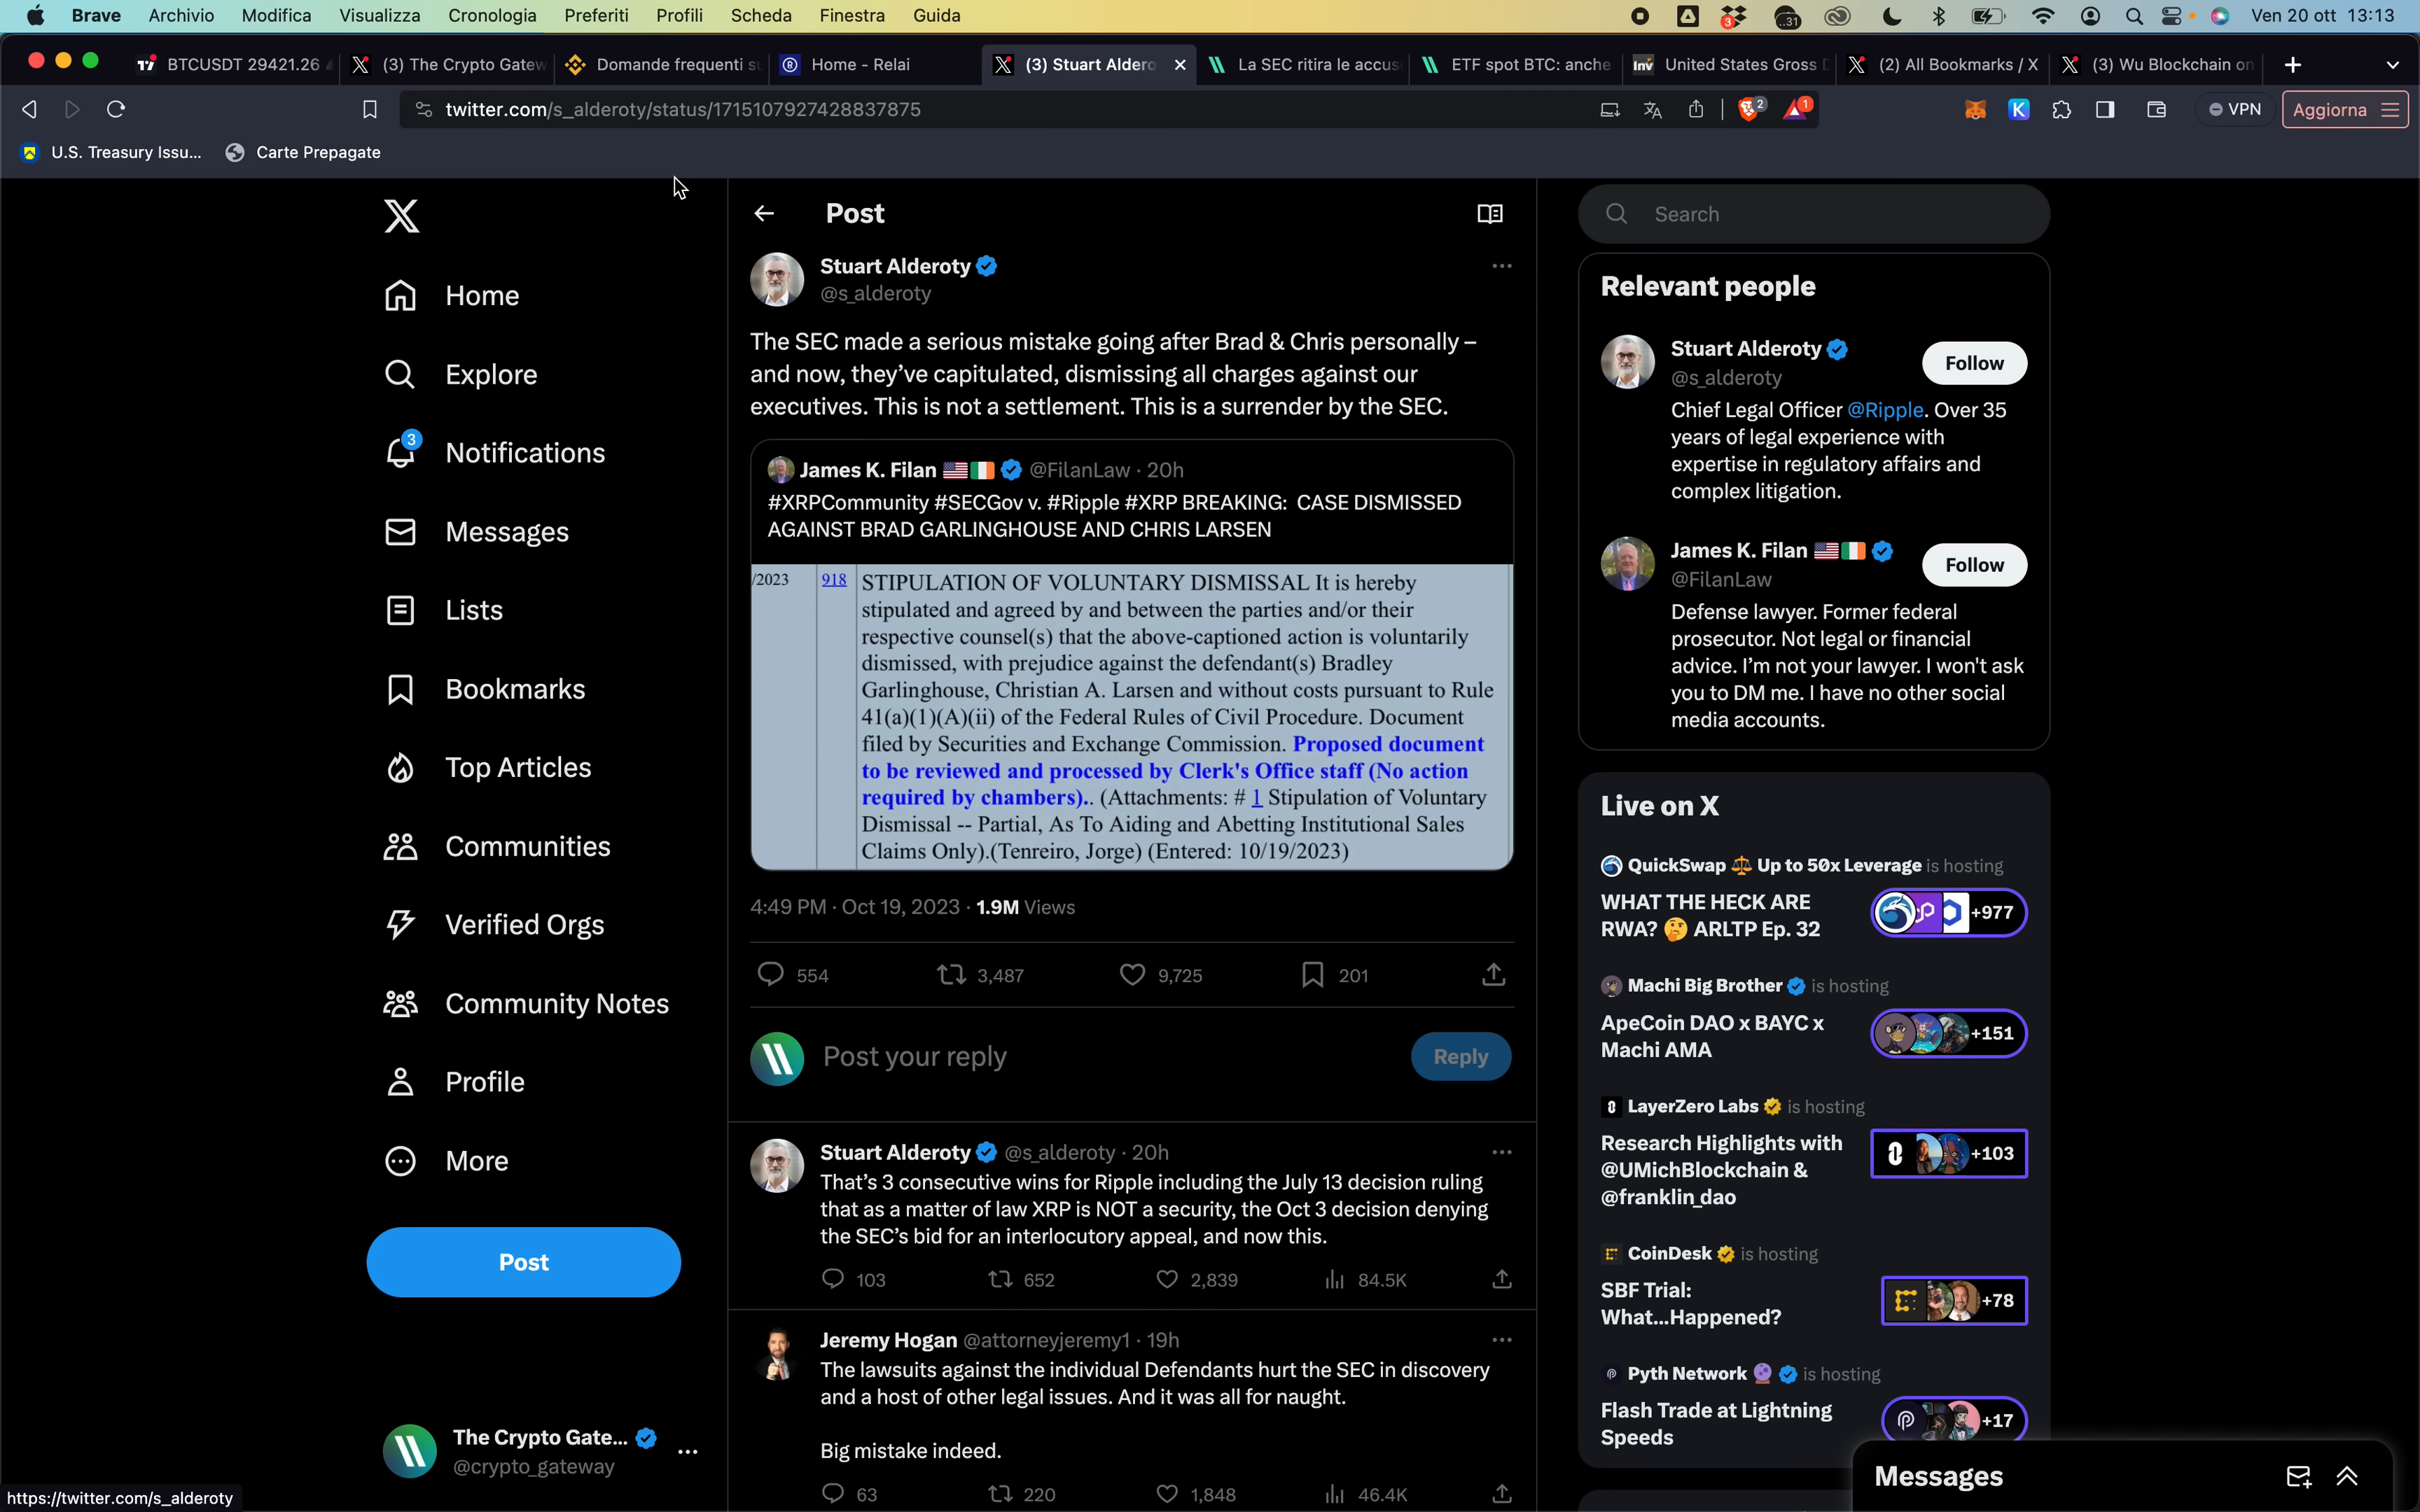 Brave Archivio Modifica Visualizza Cronologia Preferiti Profili Scheda Finestra Guida
3 ..31 Ven 20 ott 13:13
BTCUSDT 29421.26 (3) The Crypto Gatew Domande frequenti su Home - Relai (3) Stuart Aldero La SEC ritira le accus ETF spot BTC: anche Inv United States Gross D (2) All Bookmarks / X (3) Wu Blockchain on
twitter.com/s_alderoty/status/1715107927428837875
2 1 K VPN Aggiorna
U.S. Treasury Issu... Carte Prepagate
Home
Explore
3
Notifications
Messages
Lists
Bookmarks
Top Articles
Communities
Verified Orgs
Community Notes
Profile
More
Post
The Crypto Gate...
@crypto_gateway
https://twitter.com/s_alderoty
Post
Stuart Alderoty
@s_alderoty
The SEC made a serious mistake going after Brad & Chris personally –
and now, they’ve capitulated, dismissing all charges against our
executives. This is not a settlement. This is a surrender by the SEC.
James K. Filan 🇺🇸🇮🇪 @FilanLaw · 20h
#XRPCommunity #SECGov v. #Ripple #XRP BREAKING: CASE DISMISSED
AGAINST BRAD GARLINGHOUSE AND CHRIS LARSEN
/2023 918 STIPULATION OF VOLUNTARY DISMISSAL It is hereby
stipulated and agreed by and between the parties and/or their
respective counsel(s) that the above-captioned action is voluntarily
dismissed, with prejudice against the defendant(s) Bradley
Garlinghouse, Christian A. Larsen and without costs pursuant to Rule
41(a)(1)(A)(ii) of the Federal Rules of Civil Procedure. Document
filed by Securities and Exchange Commission. Proposed document
to be reviewed and processed by Clerk's Office staff (No action
required by chambers).. (Attachments: # 1 Stipulation of Voluntary
Dismissal -- Partial, As To Aiding and Abetting Institutional Sales
Claims Only).(Tenreiro, Jorge) (Entered: 10/19/2023)
4:49 PM · Oct 19, 2023 · 1.9M Views
554 3,487 9,725 201
Post your reply
Reply
Stuart Alderoty @s_alderoty · 20h
That’s 3 consecutive wins for Ripple including the July 13 decision ruling
that as a matter of law XRP is NOT a security, the Oct 3 decision denying
the SEC’s bid for an interlocutory appeal, and now this.
103 652 2,839 84.5K
Jeremy Hogan @attorneyjeremy1 · 19h
The lawsuits against the individual Defendants hurt the SEC in discovery
and a host of other legal issues. And it was all for naught.
Big mistake indeed.
63 220 1,848 46.4K
Search
Relevant people
Stuart Alderoty
@s_alderoty
Follow
Chief Legal Officer @Ripple. Over 35
years of legal experience with
expertise in regulatory affairs and
complex litigation.
James K. Filan 🇺🇸🇮🇪
@FilanLaw
Follow
Defense lawyer. Former federal
prosecutor. Not legal or financial
advice. I’m not your lawyer. I won't ask
you to DM me. I have no other social
media accounts.
Live on X
QuickSwap ⚖️ Up to 50x Leverage is hosting
WHAT THE HECK ARE
RWA? 🤔 ARLTP Ep. 32
+977
Machi Big Brother is hosting
ApeCoin DAO x BAYC x
Machi AMA
+151
LayerZero Labs is hosting
Research Highlights with
@UMichBlockchain &
@franklin_dao
+103
CoinDesk is hosting
SBF Trial:
What...Happened?
+78
Pyth Network 🔮 is hosting
Flash Trade at Lightning
Speeds
+17
Messages